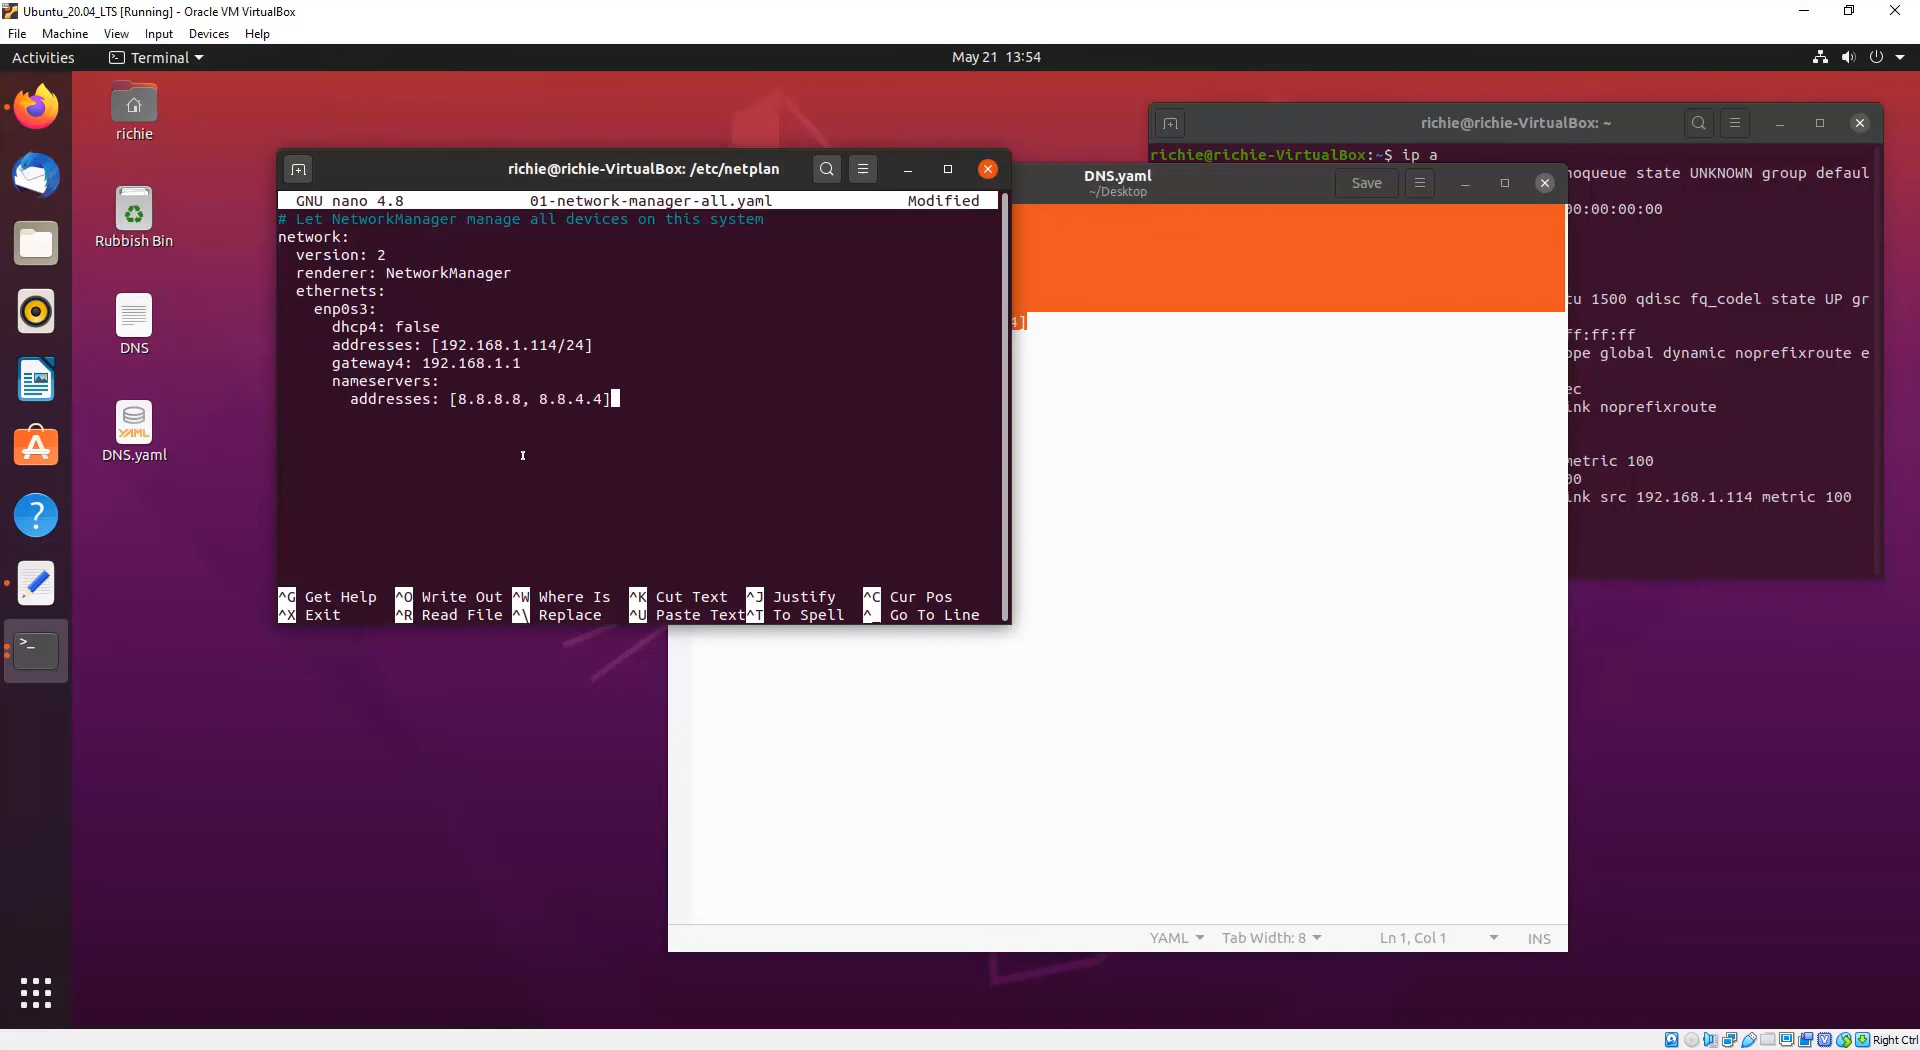 Ubuntu_20.04_LTS [Running] - Oracle VM VirtualBox
File Machine View Input Devices Help
Activities Terminal May 21 13:54
richie
Rubbish Bin
DNS
YAML
DNS.yaml
richie@richie-VirtualBox: /etc/netplan
GNU nano 4.8 01-network-manager-all.yaml Modified
# Let NetworkManager manage all devices on this system
network:
  version: 2
  renderer: NetworkManager
  ethernets:
    enp0s3:
      dhcp4: false
      addresses: [192.168.1.114/24]
      gateway4: 192.168.1.1
      nameservers:
        addresses: [8.8.8.8, 8.8.4.4]
^G Get Help ^O Write Out ^W Where Is ^K Cut Text ^J Justify ^C Cur Pos
^X Exit ^R Read File ^\ Replace ^U Paste Text ^T To Spell ^_ Go To Line
DNS.yaml
~/Desktop
Save
4]
YAML Tab Width: 8 Ln 1, Col 1 INS
richie@richie-VirtualBox: ~
richie@richie-VirtualBox:~$ ip a
noqueue state UNKNOWN group defaul
00:00:00:00
1500 qdisc fq_codel state UP gr
ff:ff:ff
ope global dynamic noprefixroute e
ec
ink noprefixroute
metric 100
00
ink src 192.168.1.114 metric 100
Right Ctrl